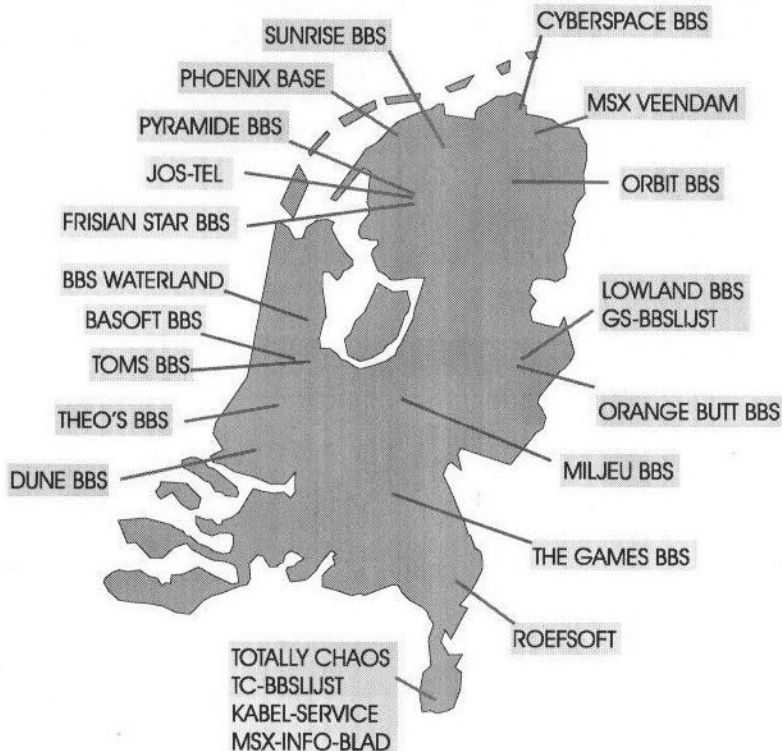 CYBERSPACE BBS
SUNRISE BBS
PHOENIX BASE
MSX VEENDAM
PYRAMIDE BBS
JOS-TEL
ORBIT BBS
FRISIAN STAR BBS
BBS WATERLAND
LOWLAND BBS
GS-BBSLIJST
BASOFT BBS
TOMS BBS
THEO'S BBS
ORANGE BUTT BBS
DUNE BBS
MILJEU BBS
THE GAMES BBS
ROEFSOFT
TOTALLY CHAOS
TC-BBSLIJST
KABEL-SERVICE
MSX-INFO-BLAD